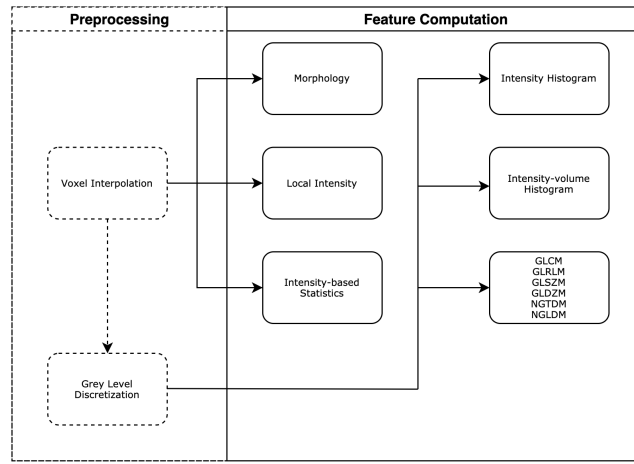 Preprocessing
Feature Computation
Morphology
Intensity Histogram
Voxel Interpolation
Local Intensity
Intensity-volume
Histogram
Intensity-based
Statistics
GLCM
GLRLM
GLSZM
GLDZM
NGTDM
NGLDM
Grey Level
Discretization